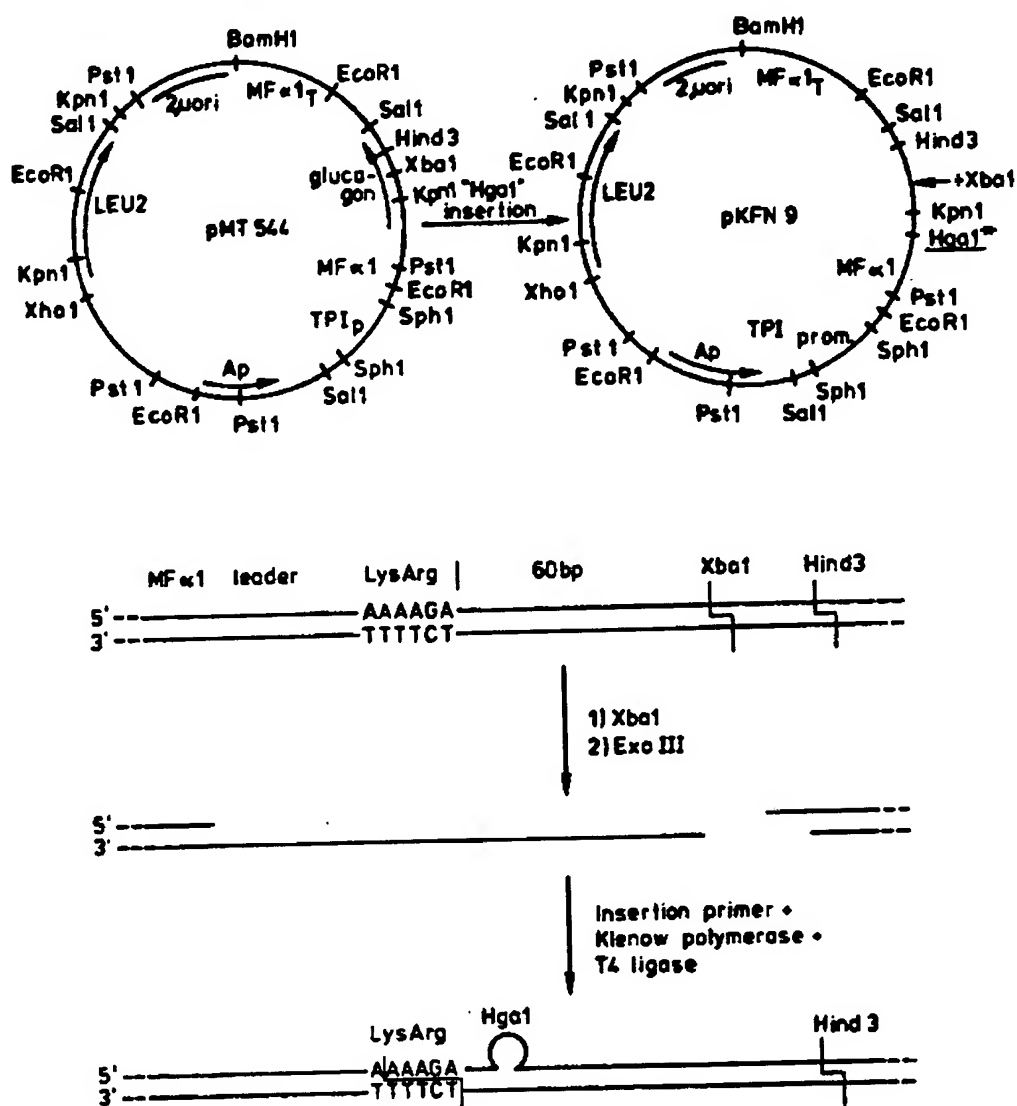 BamH1
Pst1
EcoR1
Kpn1
2μori
MFα1T
Sal1
Sal1
Hind3
Xba1
EcoR1
gluca-
gon
Kpn1 "Hga1"
insertion
LEU2
pMT 544
Kpn1
MFα1
Pst1
EcoR1
Xho1
TPIp
Sph1
Sph1
Pst1
Ap
Sal1
EcoR1
Pst1
BamH1
Pst1
EcoR1
Kpn1
2μori
MFα1T
Sal1
Sal1
Hind3
EcoR1
+Xba1
LEU2
pKFN 9
Kpn1
Hga1
Kpn1
MFα1
Xho1
Pst1
EcoR1
TPI prom.
Sph1
Pst1
Ap
Sph1
EcoR1
Sal1
Pst1
MFα1 leader LysArg 60bp Xba1 Hind3
5' AAAAGA
3' TTTTCT
1) Xba1
2) Exo III
5'
3'
Insertion primer +
Klenow polymerase +
T4 ligase
LysArg Hga1 Hind 3
5' AAAAGA
3' TTTTCT